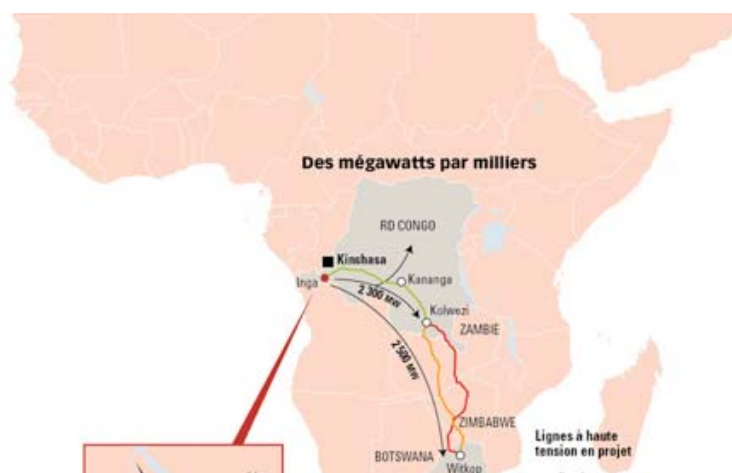 Des mégawatts par milliers
RD CONGO
Kinshasa
Inga
Kananga
2 300 MW
Kolwezi
ZAMBIE
2 500 MW
ZIMBABWE
Lignes à haute
tension en projet
BOTSWANA
Witkop